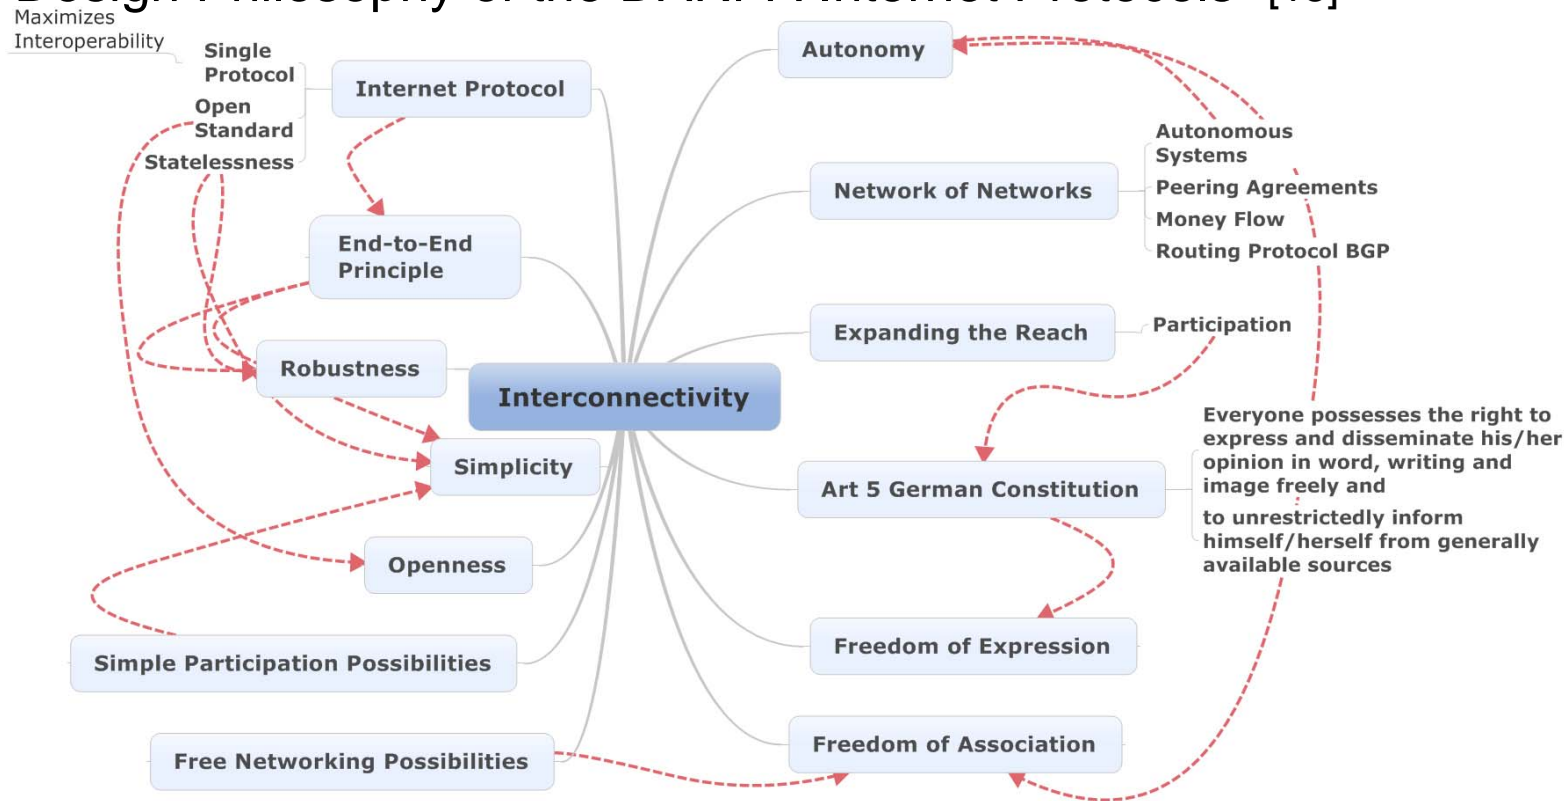 Maximizes
Interoperability
Single
Protocol
Open
Standard
Statelessness
Internet Protocol
End-to-End
Principle
Robustness
Simplicity
Openness
Simple Participation Possibilities
Free Networking Possibilities
Interconnectivity
Autonomy
Network of Networks
Autonomous
Systems
Peering Agreements
Money Flow
Routing Protocol BGP
Expanding the Reach
Participation
Art 5 German Constitution
Everyone possesses the right to
express and disseminate his/her
opinion in word, writing and
image freely and
to unrestrictedly inform
himself/herself from generally
available sources
Freedom of Expression
Freedom of Association